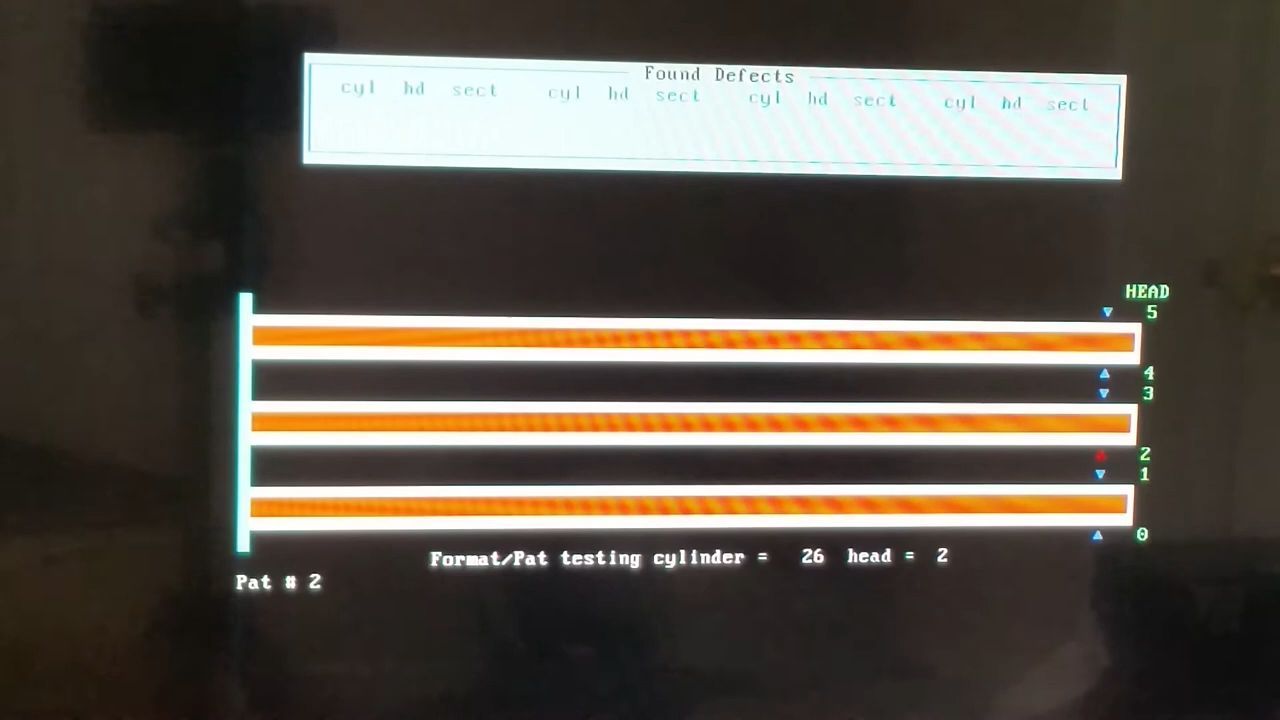 Found Defects
cyl hd sect cyl hd sect cyl hd sect cyl hd sect
HEAD
5
4
3
2
1
0
Format/Pat testing cylinder = 26 head = 2
Pat # 2